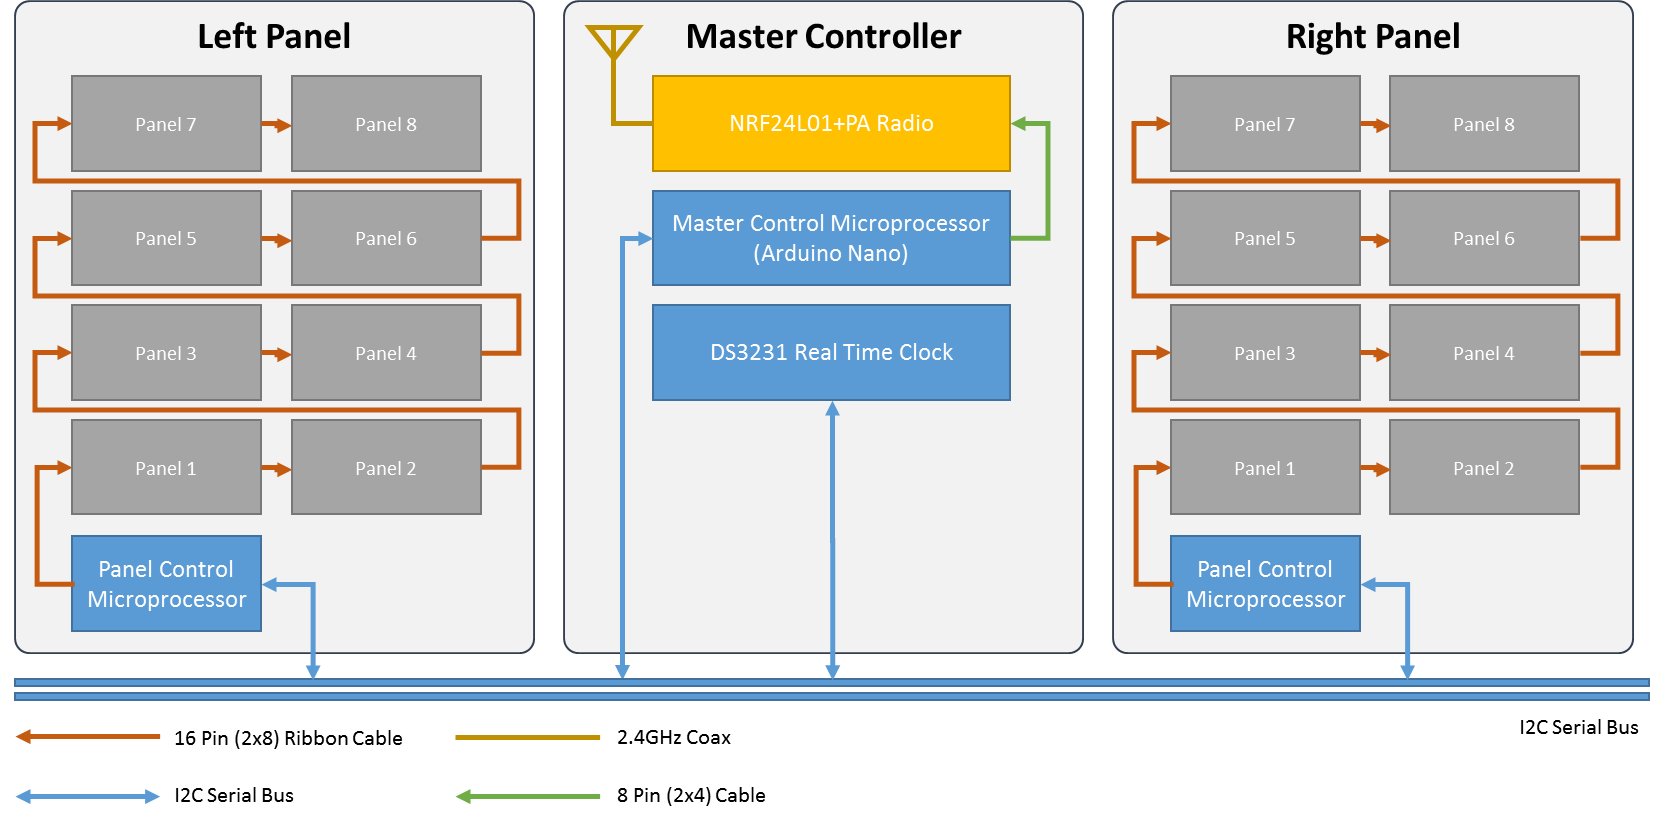 Left Panel
Panel 7
Panel 8
Panel 5
Panel 6
Panel 3
Panel 4
Panel 1
Panel 2
Panel Control
Microprocessor
Master Controller
NRF24L01+PA Radio
Master Control Microprocessor
(Arduino Nano)
DS3231 Real Time Clock
Right Panel
Panel 7
Panel 8
Panel 5
Panel 6
Panel 3
Panel 4
Panel 1
Panel 2
Panel Control
Microprocessor
I2C Serial Bus
16 Pin (2x8) Ribbon Cable
2.4GHz Coax
I2C Serial Bus
8 Pin (2x4) Cable